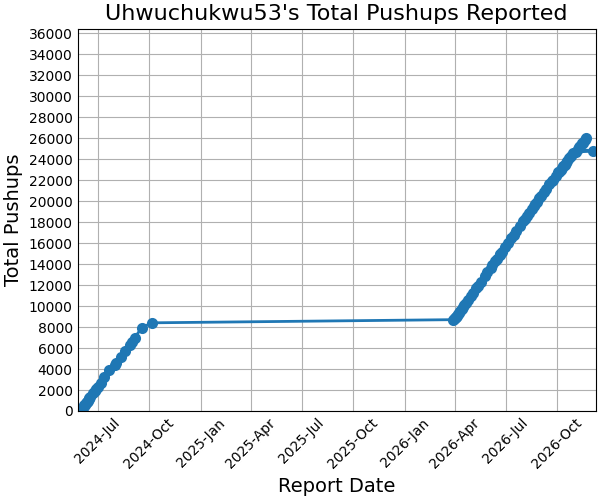 Uhwuchukwu53's Total Pushups Reported
Total Pushups
36000
34000
32000
30000
28000
26000
24000
22000
20000
18000
16000
14000
12000
10000
8000
6000
4000
2000
0
2024-Jul
2024-Oct
2025-Jan
2025-Apr
2025-Jul
2025-Oct
2026-Jan
2026-Apr
2026-Jul
2026-Oct
Report Date